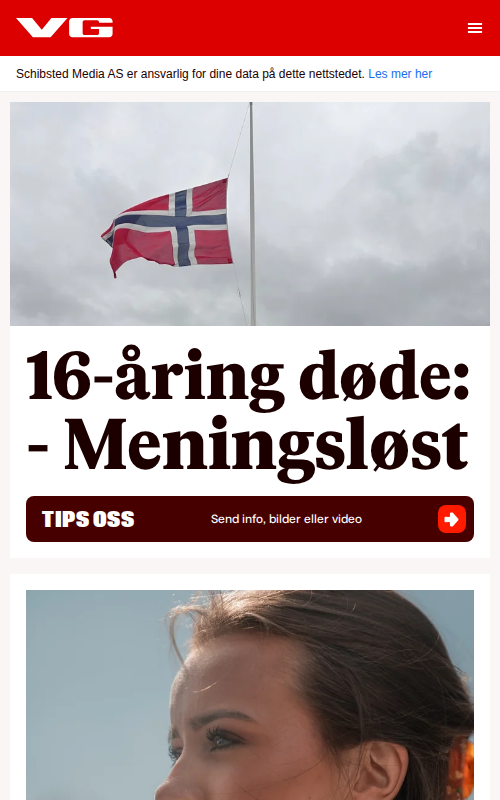 VG
Schibsted Media AS er ansvarlig for dine data på dette nettstedet. Les mer her
16-åring døde:
- Meningsløst
TIPS OSS
Send info, bilder eller video